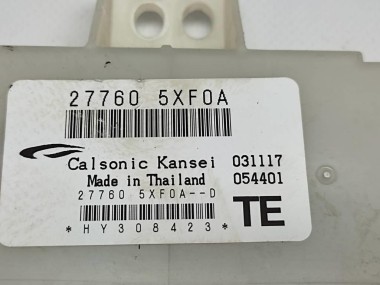 27760 5XF0A
Calsonic Kansei 031117
Made in Thailand 054401
27760 5XF0A--D
TE
*HY308423*